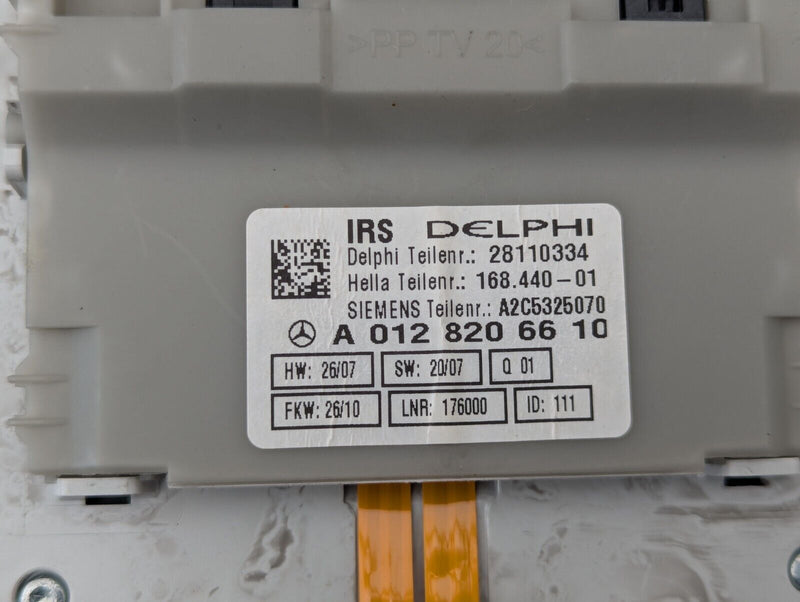 >PP TV 20<
IRS DELPHI
Delphi Teilenr.: 28110334
Hella Teilenr.: 168.440-01
SIEMENS Teilenr.: A2C5325070
A 012 820 66 10
HW: 26/07 SW: 20/07 Q 01
FKW: 26/10 LNR: 176000 ID: 111